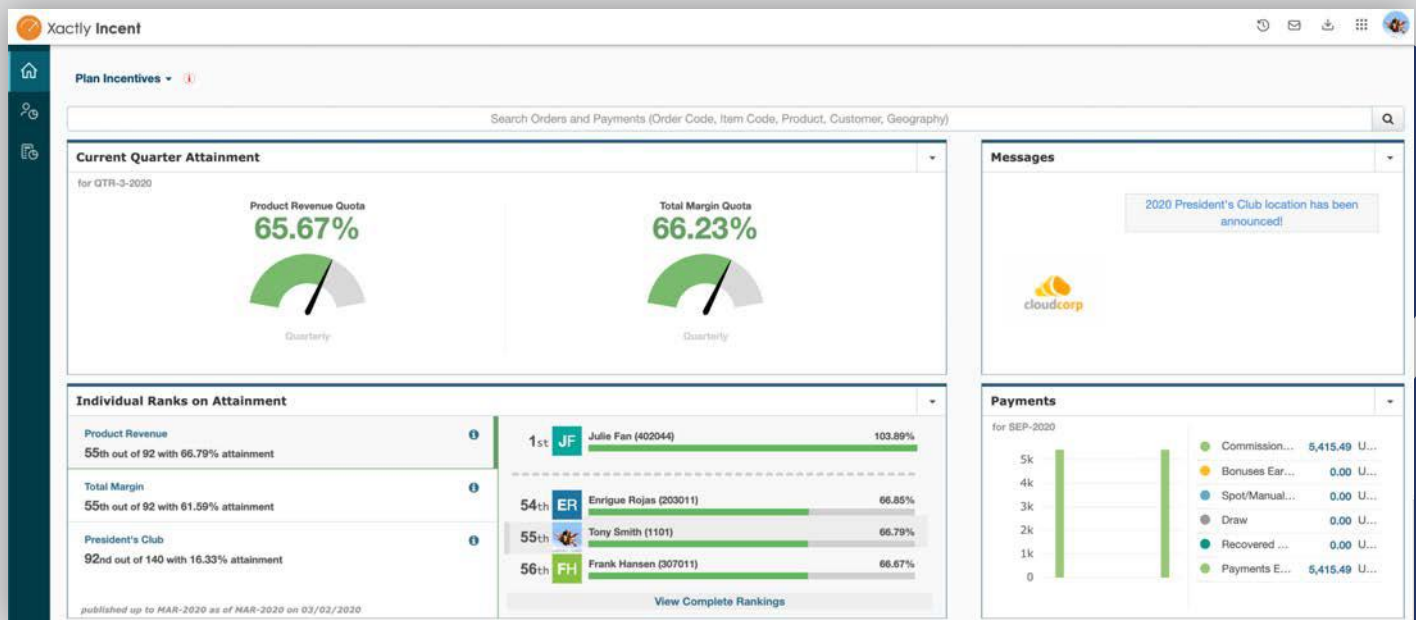 Xactly Incent
Plan Incentives
Search Orders and Payments (Order Code, Item Code, Product, Customer, Geography)
Current Quarter Attainment
for QTR-3-2020
Product Revenue Quota
65.67%
Quarterly
Total Margin Quota
66.23%
Quarterly
Messages
2020 President's Club location has been
announced!
cloudcorp
Individual Ranks on Attainment
Product Revenue
55th out of 92 with 66.79% attainment
Total Margin
55th out of 92 with 61.59% attainment
President's Club
92nd out of 140 with 16.33% attainment
published up to MAR-2020 as of MAR-2020 on 03/02/2020
1st JF Julie Fan (402044) 103.89%
54th ER Enrigue Rojas (203011) 66.85%
55th Tony Smith (1101) 66.79%
56th FH Frank Hansen (307011) 66.67%
View Complete Rankings
Payments
for SEP-2020
5k
4k
3k
2k
1k
0
Commission... 5,415.49 U...
Bonuses Ear... 0.00 U...
Spot/Manual... 0.00 U...
Draw 0.00 U...
Recovered ... 0.00 U...
Payments E... 5,415.49 U...